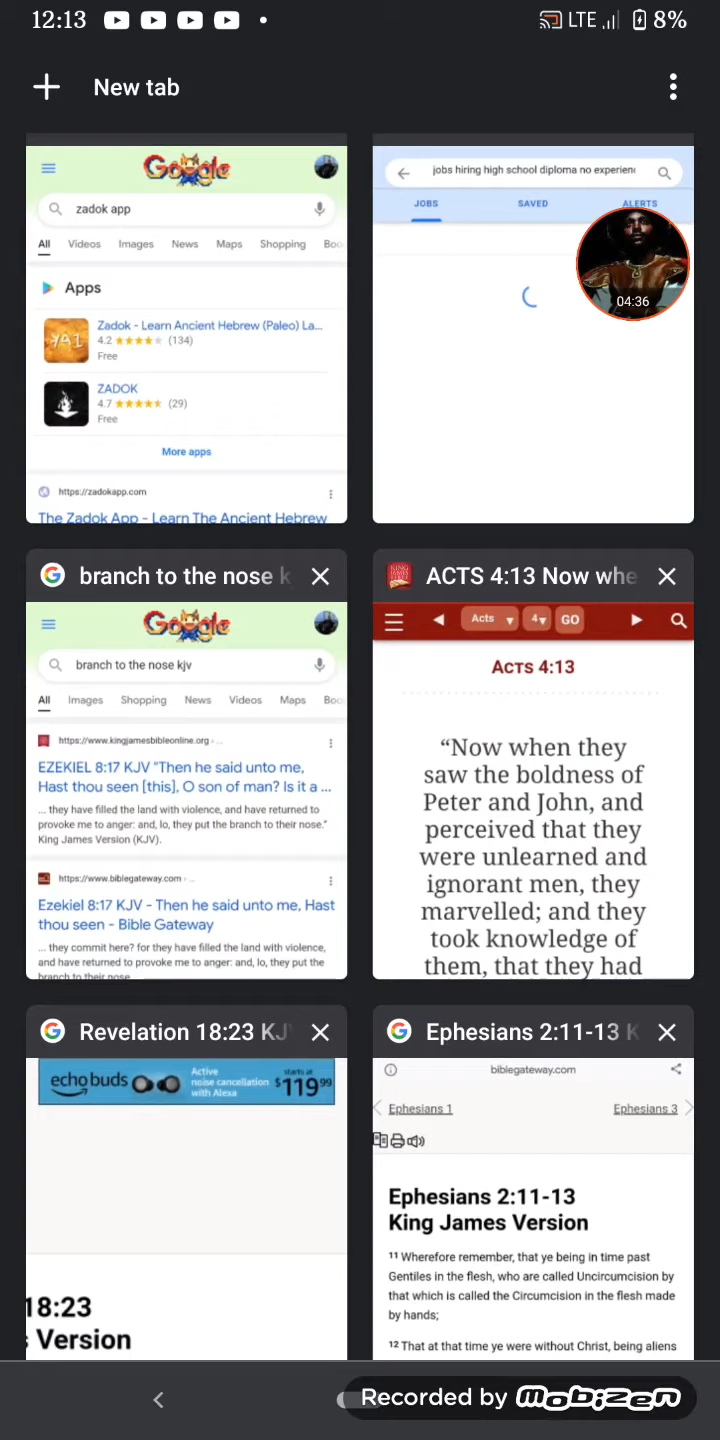 12:13
LTE 8%
New tab
Google
zadok app
All Videos Images News Maps Shopping Boo
Apps
Zadok - Learn Ancient Hebrew (Paleo) La...
4.2 (134)
Free
ZADOK
4.7 (29)
Free
More apps
https://zadokapp.com
The Zadok App - Learn The Ancient Hebrew
jobs hiring high school diploma no experien
JOBS SAVED ALERTS
04:36
branch to the nose k
Google
branch to the nose kjv
All Images Shopping News Videos Maps Boo
https://www.kingjamesbibleonline.org › ...
EZEKIEL 8:17 KJV "Then he said unto me,
Hast thou seen [this], O son of man? Is it a ...
... they have filled the land with violence, and have returned to
provoke me to anger: and, lo, they put the branch to their nose."
King James Version (KJV).
https://www.biblegateway.com › ...
Ezekiel 8:17 KJV - Then he said unto me, Hast
thou seen - Bible Gateway
... they commit here? for they have filled the land with violence,
and have returned to provoke me to anger: and, lo, they put the
branch to their nose
ACTS 4:13 Now whe
Acts 4 GO
ACTS 4:13
“Now when they
saw the boldness of
Peter and John, and
perceived that they
were unlearned and
ignorant men, they
marvelled; and they
took knowledge of
them, that they had
Revelation 18:23 KJ
echo buds
Active
noise cancellation
with Alexa
starts at
$119.99
18:23
Version
Ephesians 2:11-13 K
biblegateway.com
Ephesians 1 Ephesians 3
Ephesians 2:11-13
King James Version
11 Wherefore remember, that ye being in time past
Gentiles in the flesh, who are called Uncircumcision by
that which is called the Circumcision in the flesh made
by hands;
12 That at that time ye were without Christ, being aliens
Recorded by mobizen